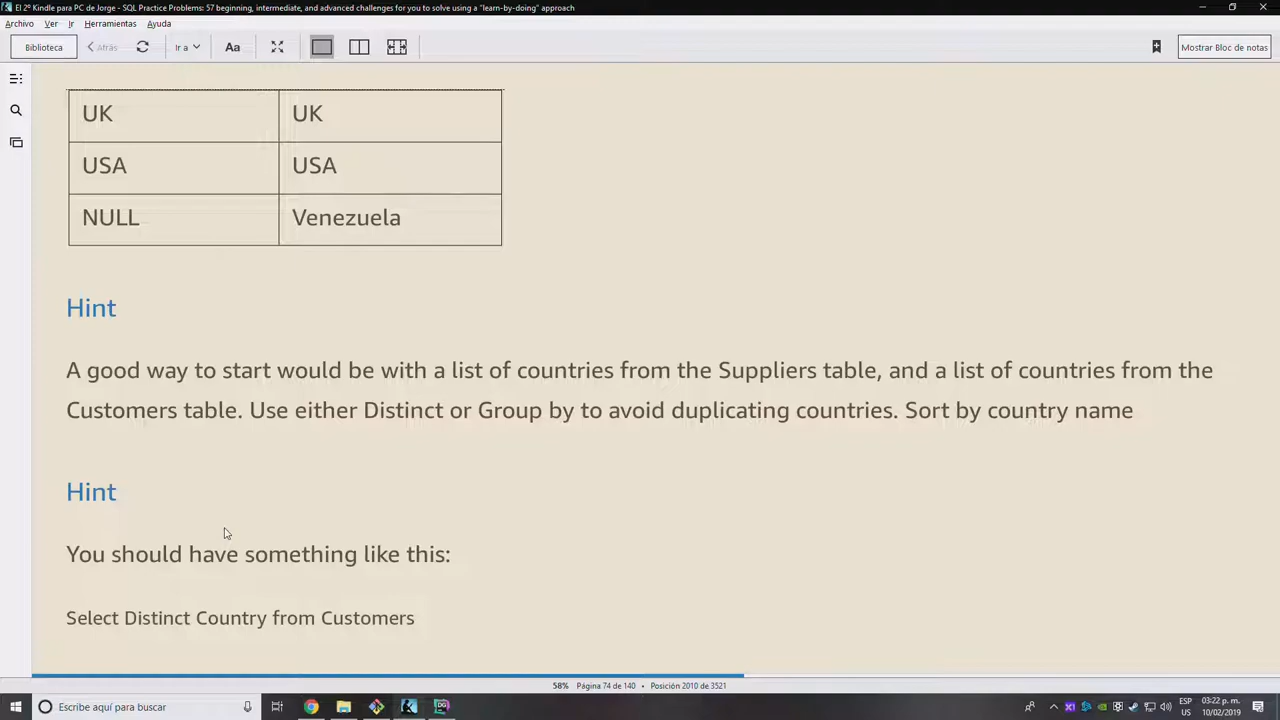 El 2º Kindle para PC de Jorge - SQL Practice Problems: 57 beginning, intermediate, and advanced challenges for you to solve using a "learn-by-doing" approach
Archivo Ver Ir Herramientas Ayuda
Biblioteca Atrás Ir a Aa Mostrar Bloc de notas
UK UK
USA USA
NULL Venezuela
Hint
A good way to start would be with a list of countries from the Suppliers table, and a list of countries from the
Customers table. Use either Distinct or Group by to avoid duplicating countries. Sort by country name
Hint
You should have something like this:
Select Distinct Country from Customers
58% Página 74 de 140 • Posición 2010 de 3521
Escribe aquí para buscar
ESP 03:22 p. m.
US 10/02/2019